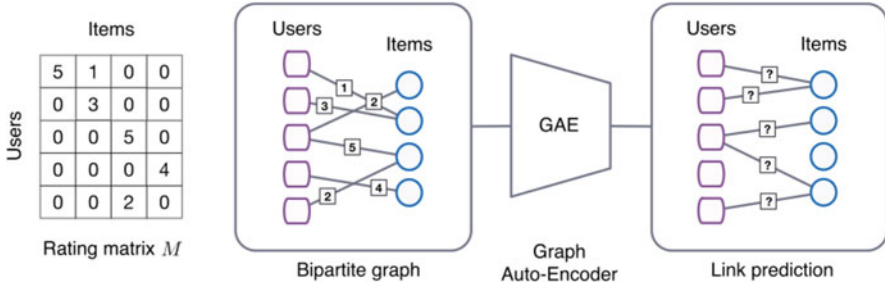 Items
Users
5 1 0 0
0 3 0 0
0 0 5 0
0 0 0 4
0 0 2 0
Rating matrix M
Users
Items
1
2
3
5
4
2
Bipartite graph
GAE
Graph
Auto-Encoder
Users
Items
?
?
?
?
?
Link prediction